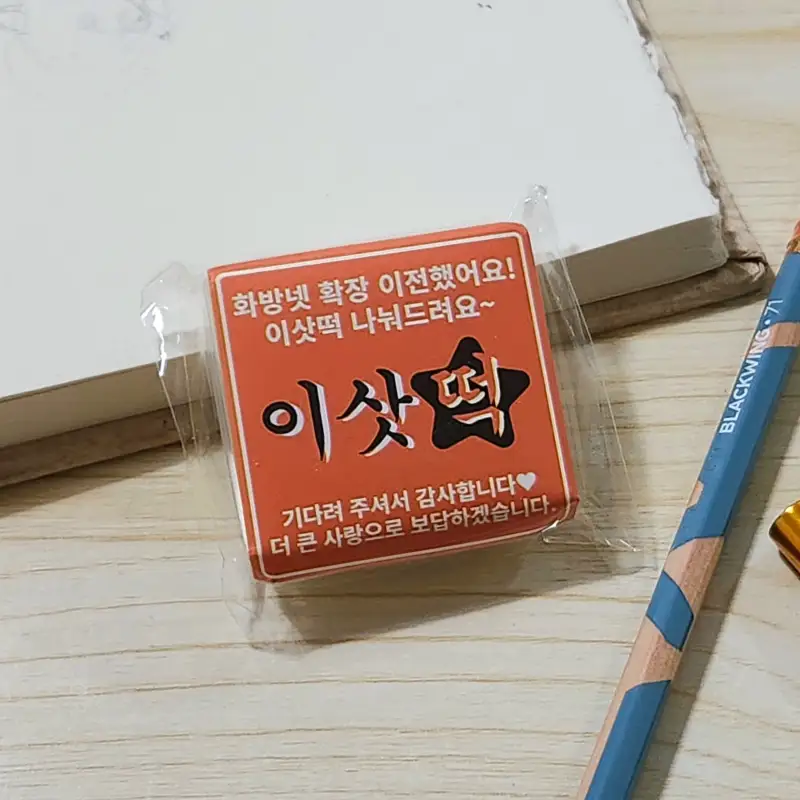 화방넷 확장 이전했어요!
이삿떡 나눠드려요~
이삿떡
기다려 주셔서 감사합니다♥
더 큰 사랑으로 보답하겠습니다.
BLACKWING • 71